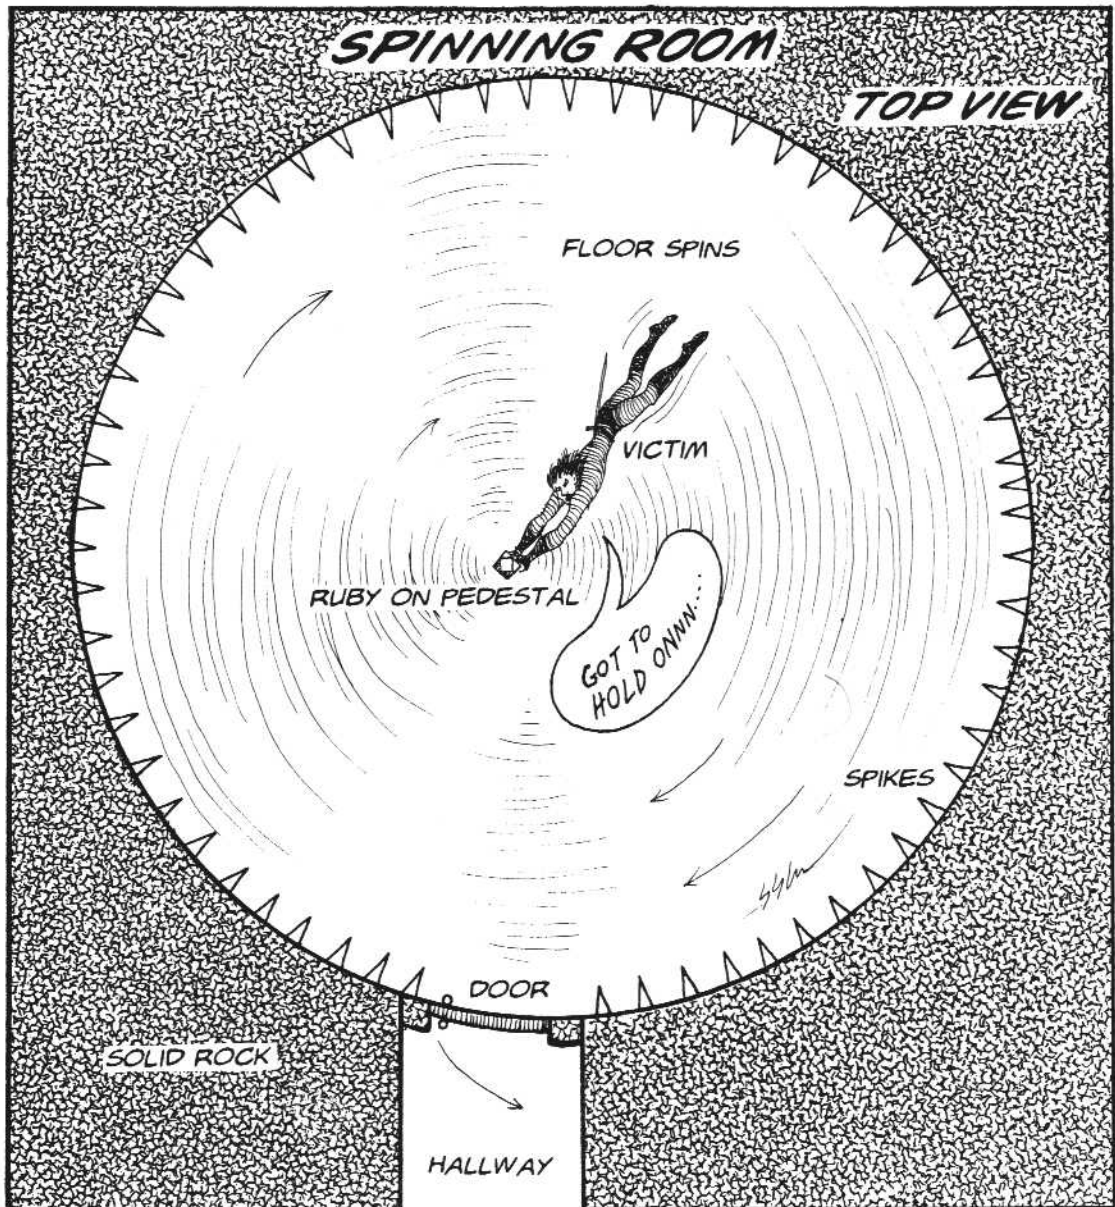 SPINNING ROOM
TOP VIEW
FLOOR SPINS
VICTIM
RUBY ON PEDESTAL
GOT TO
HOLD ONNN...
SPIKES
DOOR
SOLID ROCK
HALLWAY